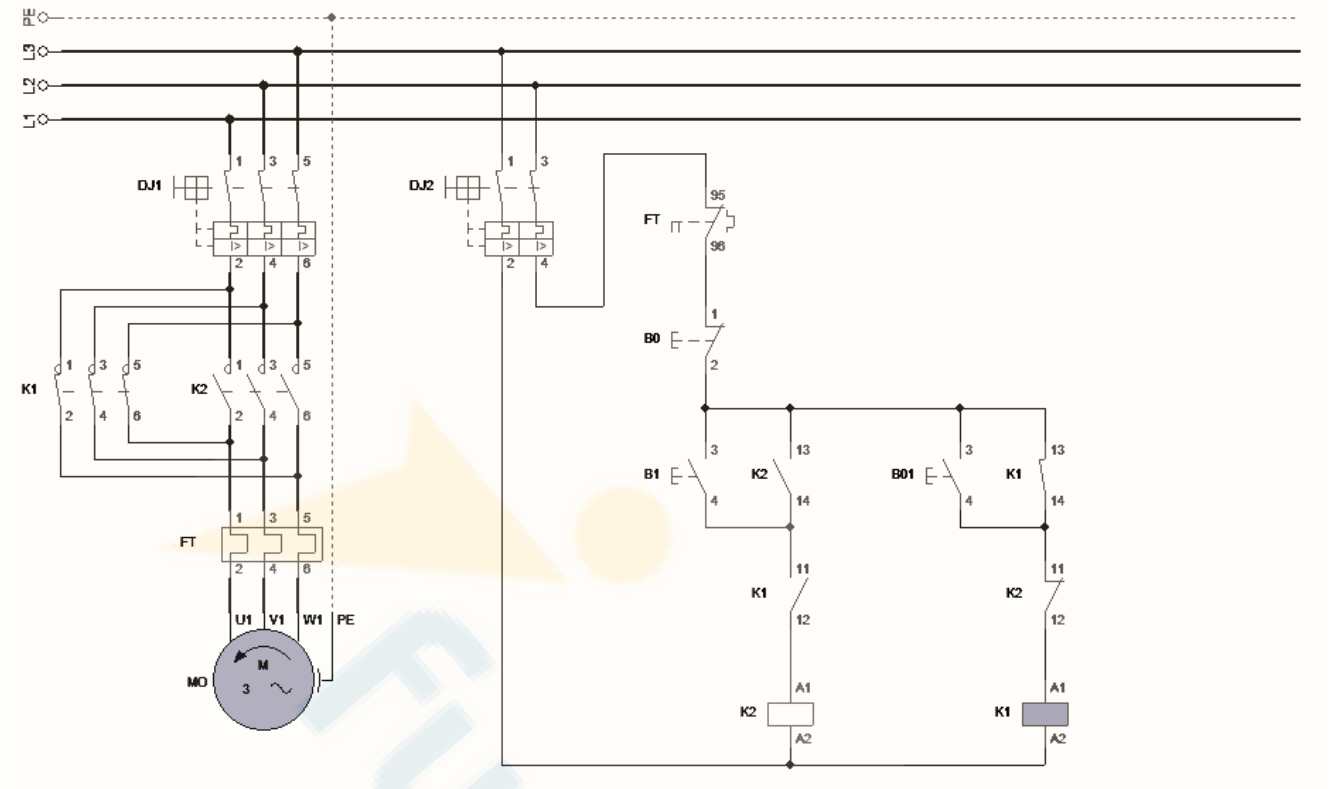 PE
L3
L2
L1
1 3 5 1 3
DJ1 DJ2
95
FT
I> I> I> I> I>
96
2 4 6 2 4
1
B0
2
1 3 5 1 3 5
K1 K2
2 4 6 2 4 6
3 13 3 13
B1 K2 B01 K1
4 14 4 14
1 3 5
FT
2 4 6
11 11
K1 K2
12 12
U1 V1 W1 PE
M
MO 3
A1 A1
K2 K1
A2 A2